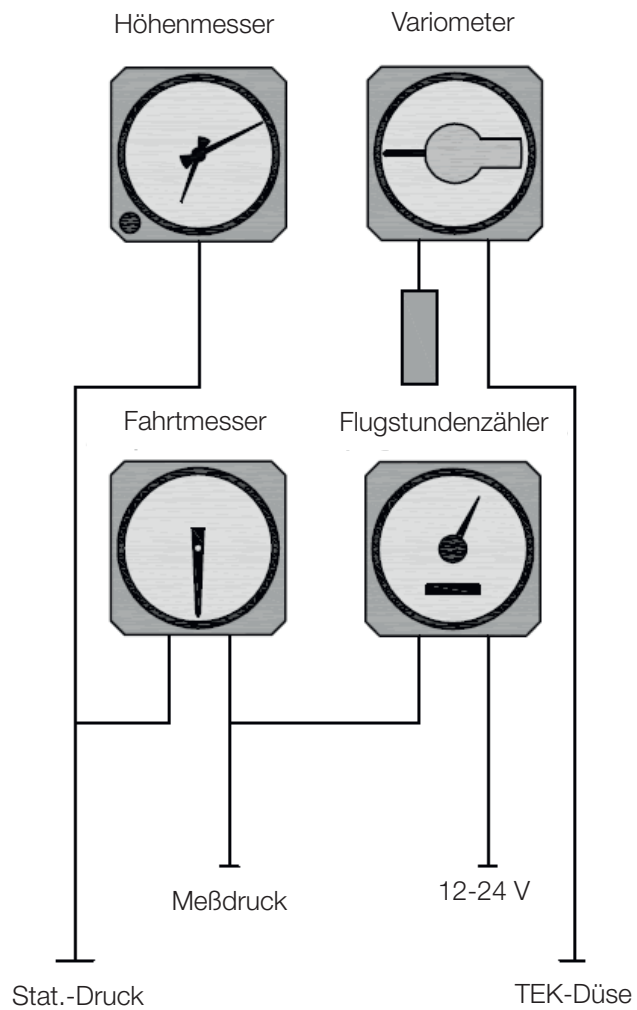 Höhenmesser
Variometer
Fahrtmesser
Flugstundenzähler
Meßdruck
12-24 V
Stat.-Druck
TEK-Düse